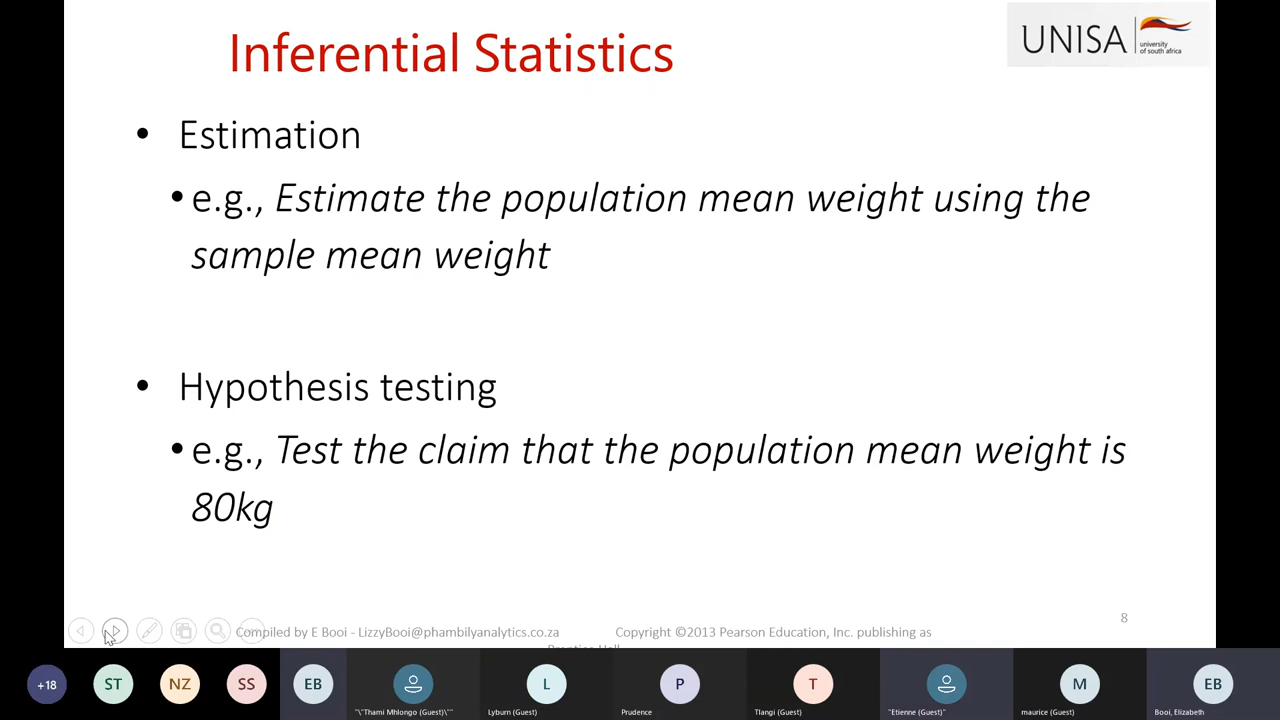 Inferential Statistics
UNISA
university
of south africa
• Estimation
• e.g., Estimate the population mean weight using the
sample mean weight
• Hypothesis testing
• e.g., Test the claim that the population mean weight is
80kg
8
Compiled by E Booi - LizzyBooi@phambilyanalytics.co.za
Copyright ©2013 Pearson Education, Inc. publishing as
Prentice Hall
+18
ST
NZ
SS
EB
L
P
T
M
EB
"\"Thami Mhlongo (Guest)\""
Lyburn (Guest)
Prudence
Tlangi (Guest)
"Etienne (Guest)"
maurice (Guest)
Booi, Elizabeth